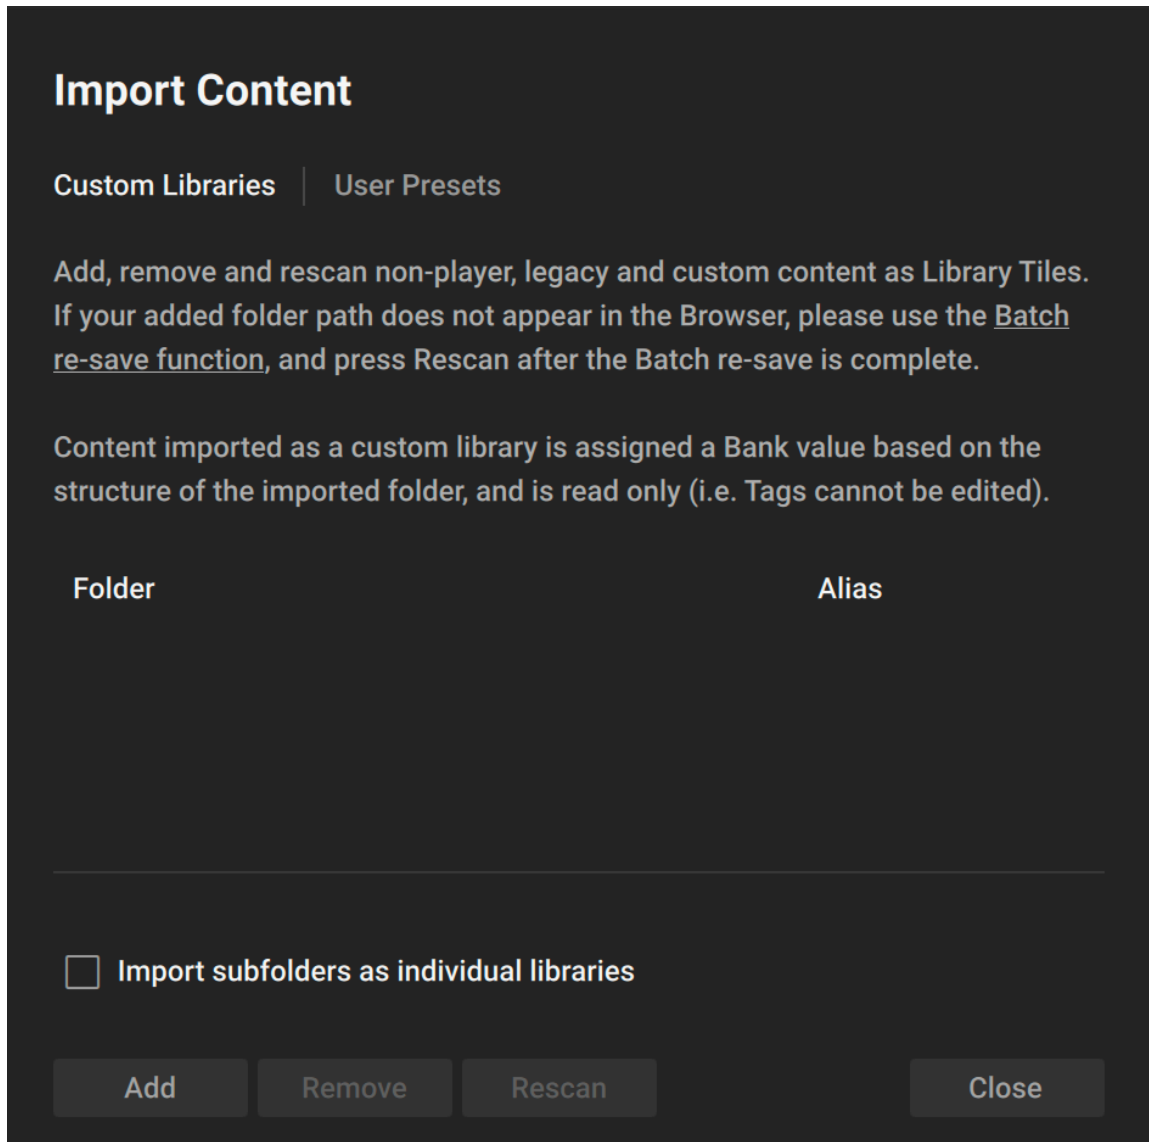 Import Content
Custom Libraries
User Presets
Add, remove and rescan non-player, legacy and custom content as Library Tiles.
If your added folder path does not appear in the Browser, please use the Batch
re-save function, and press Rescan after the Batch re-save is complete.
Content imported as a custom library is assigned a Bank value based on the
structure of the imported folder, and is read only (i.e. Tags cannot be edited).
Folder
Alias
Import subfolders as individual libraries
Add
Remove
Rescan
Close